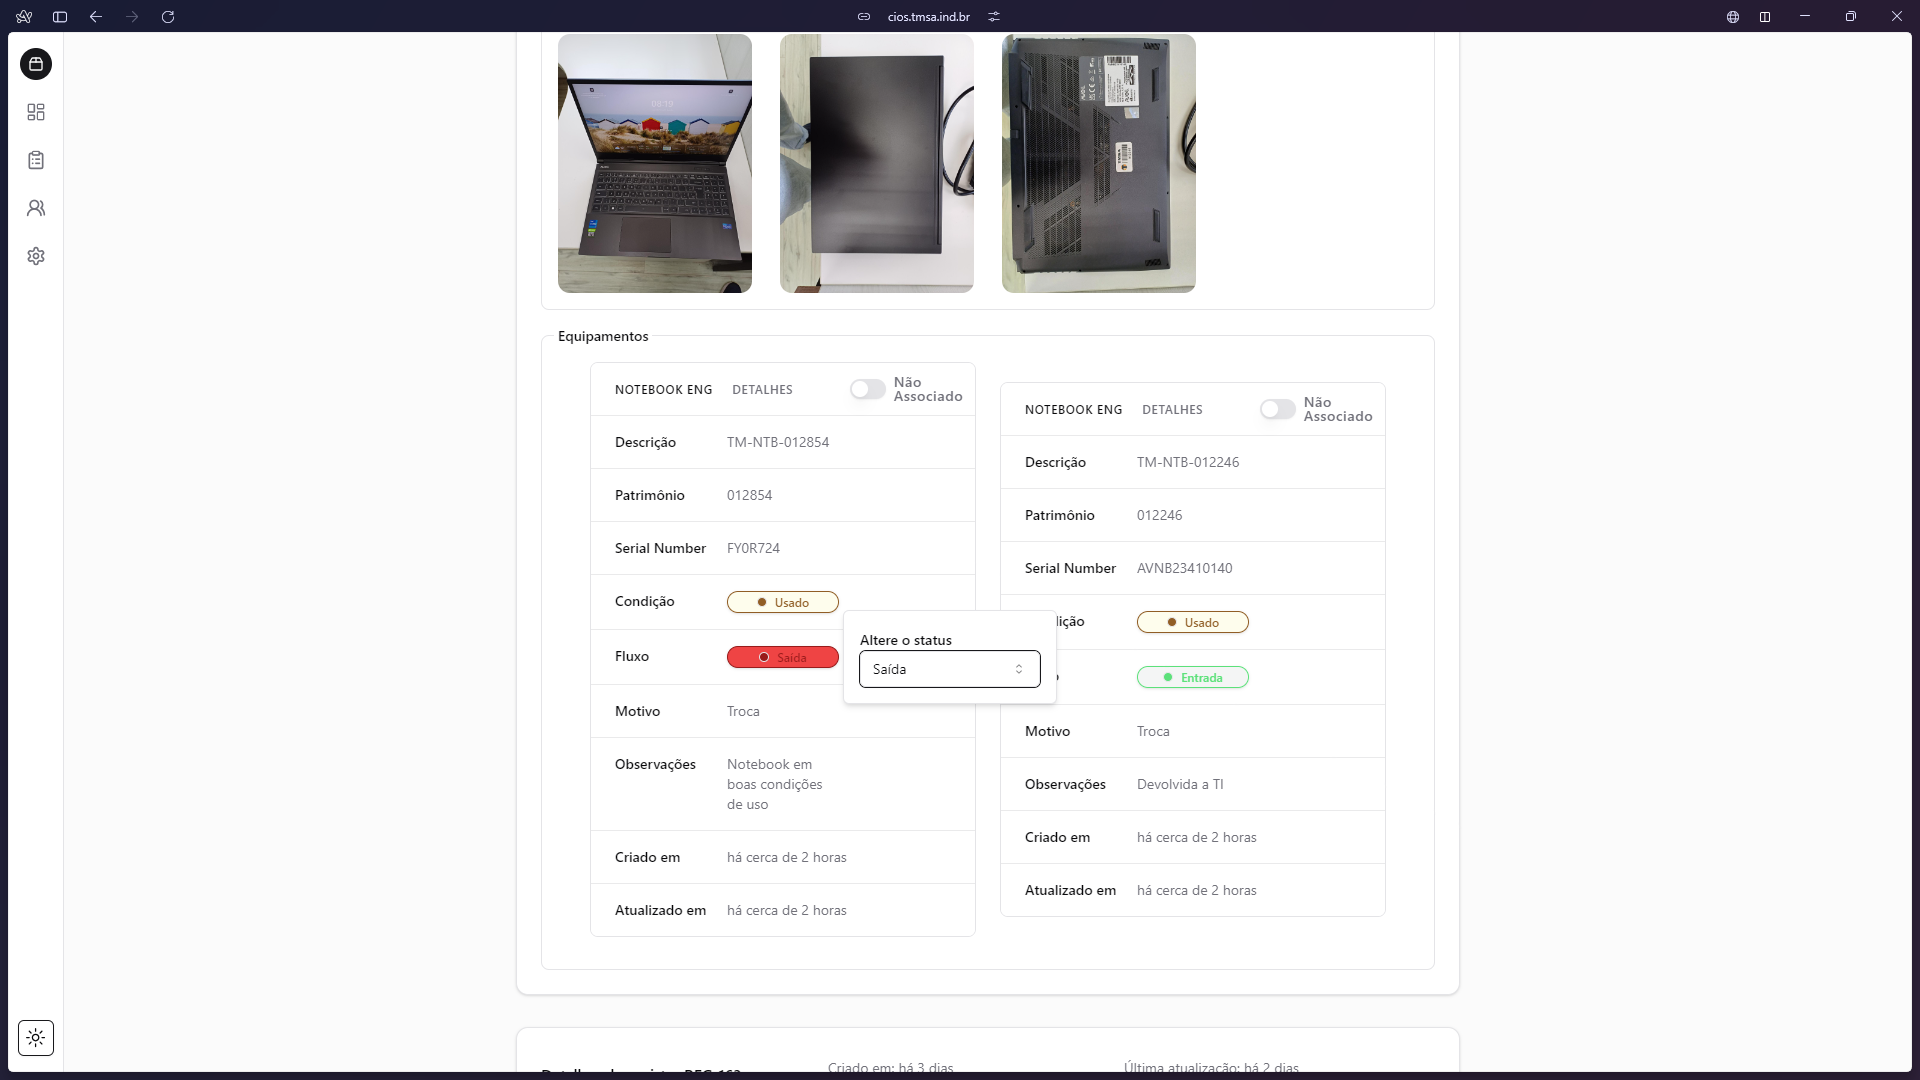 cios.tmsa.ind.br
Equipamentos
NOTEBOOK ENG
DETALHES
Não
Associado
Descrição
TM-NTB-012854
Patrimônio
012854
Serial Number
FY0R724
Condição
Usado
Fluxo
Saída
Motivo
Troca
Observações
Notebook em
boas condições
de uso
Criado em
há cerca de 2 horas
Atualizado em
há cerca de 2 horas
Altere o status
Saída
NOTEBOOK ENG
DETALHES
Não
Associado
Descrição
TM-NTB-012246
Patrimônio
012246
Serial Number
AVNB23410140
ição
Usado
o
Entrada
Motivo
Troca
Observações
Devolvida a TI
Criado em
há cerca de 2 horas
Atualizado em
há cerca de 2 horas
Criado em: há 3 dias
Última atualização: há 2 dias